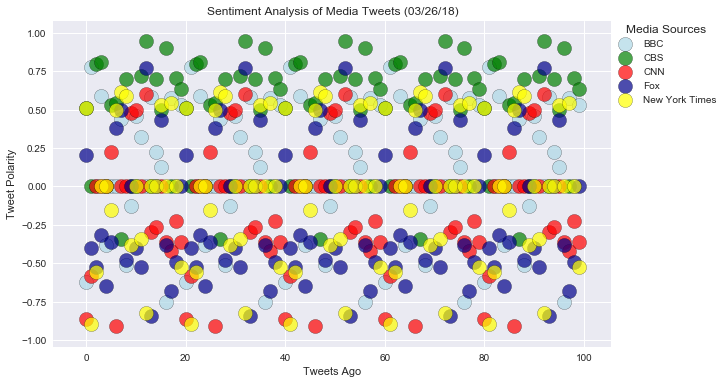 Sentiment Analysis of Media Tweets (03/26/18)
Media Sources
BBC
CBS
CNN
Fox
New York Times
Tweet Polarity
1.00
0.75
0.50
0.25
0.00
−0.25
−0.50
−0.75
−1.00
0 20 40 60 80 100
Tweets Ago